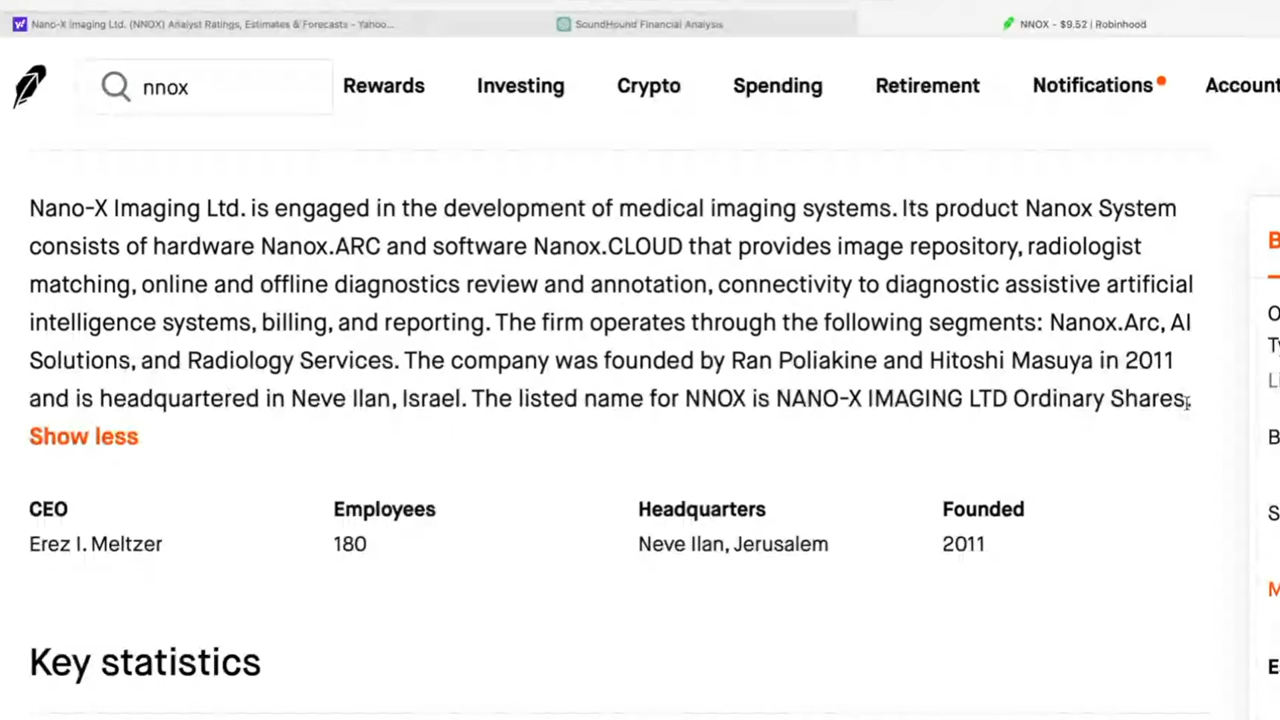 Nano-X Imaging Ltd. (NNOX) Analyst Ratings, Estimates & Forecasts - Yahoo...
SoundHound Financial Analysis
NNOX - $9.52 | Robinhood
nnox
Rewards
Investing
Crypto
Spending
Retirement
Notifications
Account
Nano-X Imaging Ltd. is engaged in the development of medical imaging systems. Its product Nanox System
consists of hardware Nanox.ARC and software Nanox.CLOUD that provides image repository, radiologist
matching, online and offline diagnostics review and annotation, connectivity to diagnostic assistive artificial
intelligence systems, billing, and reporting. The firm operates through the following segments: Nanox.Arc, AI
Solutions, and Radiology Services. The company was founded by Ran Poliakine and Hitoshi Masuya in 2011
and is headquartered in Neve Ilan, Israel. The listed name for NNOX is NANO-X IMAGING LTD Ordinary Shares.
Show less
CEO
Erez I. Meltzer
Employees
180
Headquarters
Neve Ilan, Jerusalem
Founded
2011
Key statistics